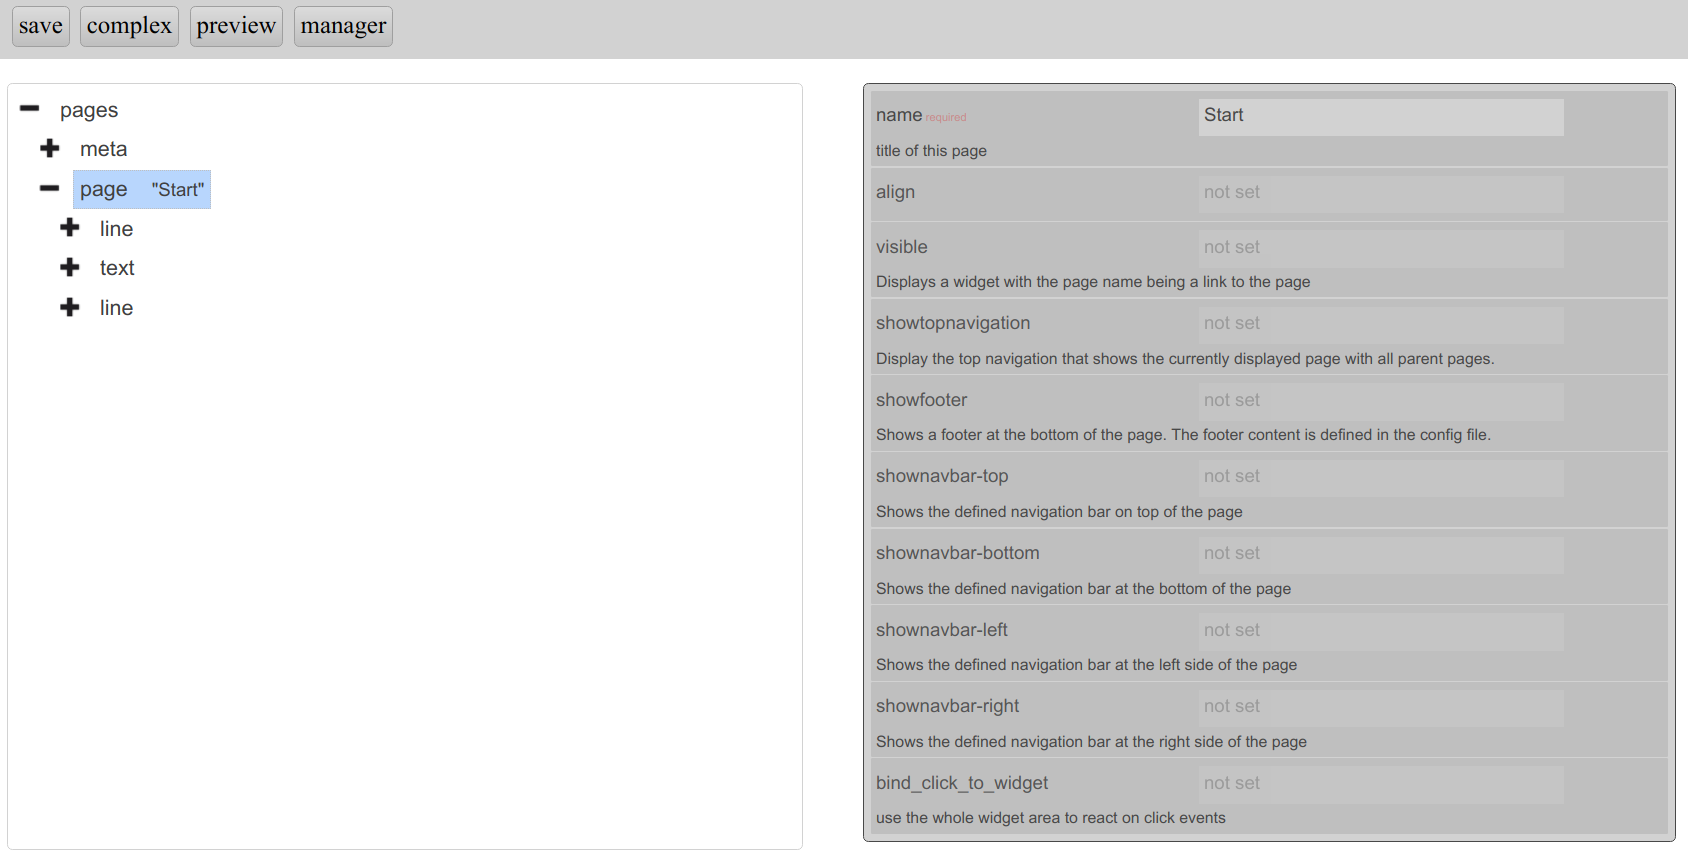 save complex preview manager
pages
meta
page "Start"
line
text
line
name required Start
title of this page
align not set
visible not set
Displays a widget with the page name being a link to the page
showtopnavigation not set
Display the top navigation that shows the currently displayed page with all parent pages.
showfooter not set
Shows a footer at the bottom of the page. The footer content is defined in the config file.
shownavbar-top not set
Shows the defined navigation bar on top of the page
shownavbar-bottom not set
Shows the defined navigation bar at the bottom of the page
shownavbar-left not set
Shows the defined navigation bar at the left side of the page
shownavbar-right not set
Shows the defined navigation bar at the right side of the page
bind_click_to_widget not set
use the whole widget area to react on click events